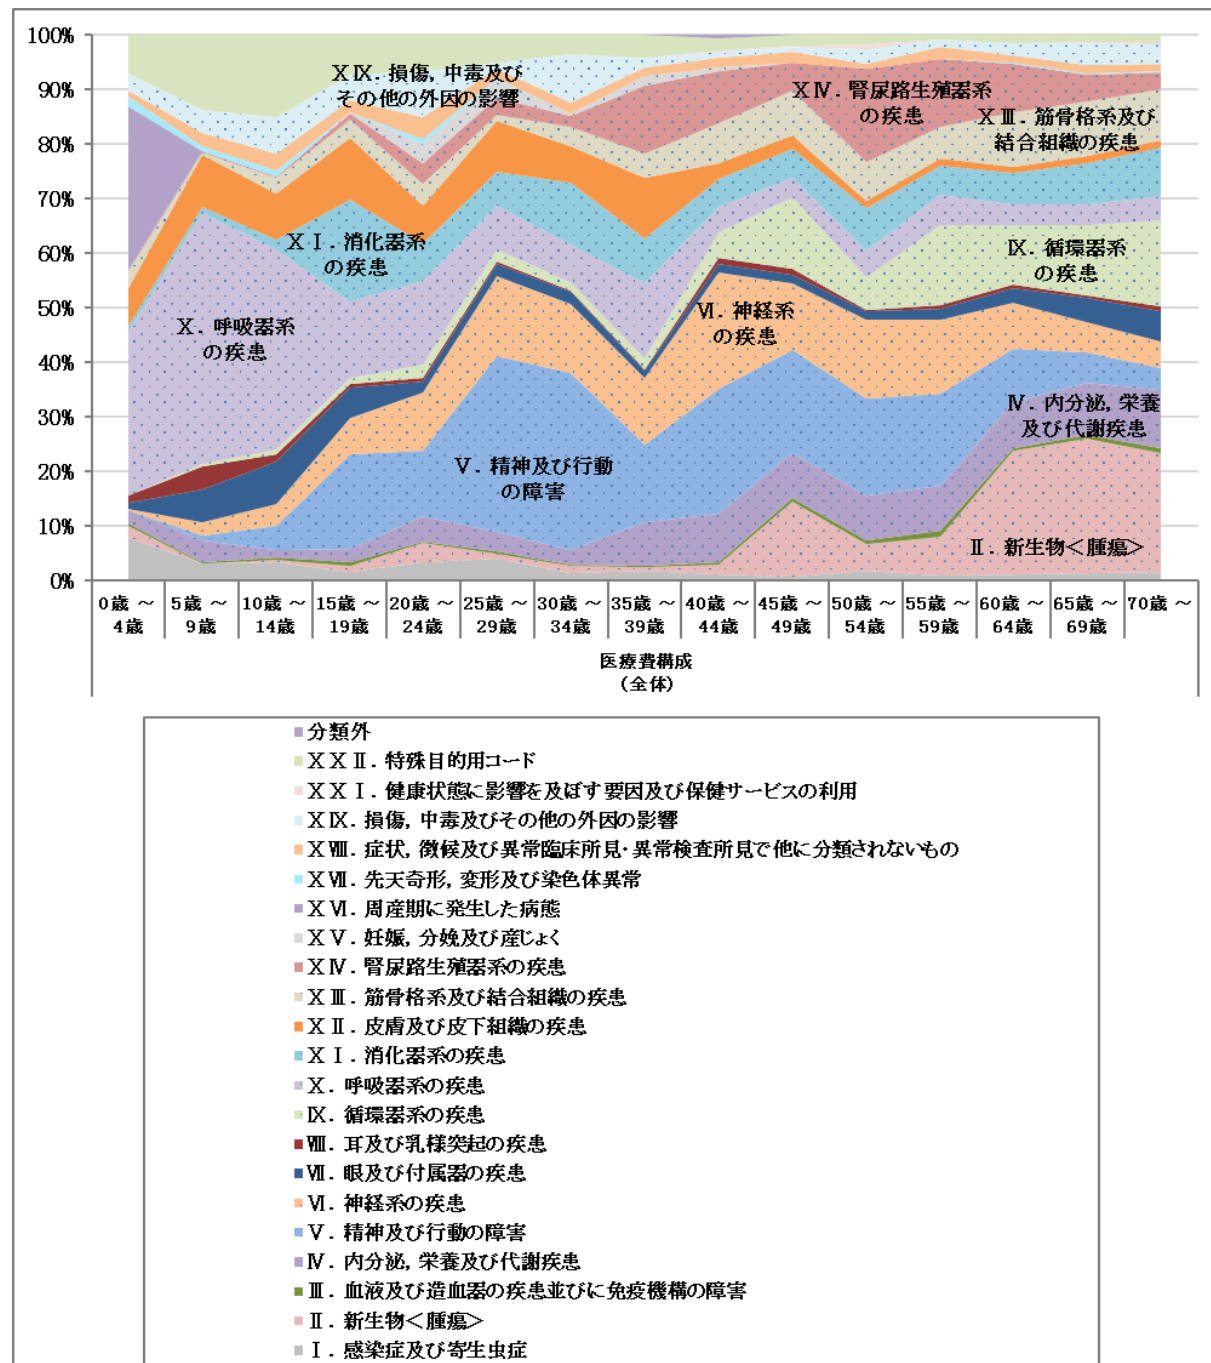 100%
90%
80%
70%
60%
50%
40%
30%
20%
10%
0%
ⅩⅨ．損傷，中毒及び
その他の外因の影響
ⅩⅣ．腎尿路生殖器系
の疾患
ⅩⅢ．筋骨格系及び
結合組織の疾患
ⅩⅠ．消化器系
の疾患
Ⅸ．循環器系
の疾患
Ⅹ．呼吸器系
の疾患
Ⅵ．神経系
の疾患
Ⅳ．内分泌，栄養
及び代謝疾患
Ⅴ．精神及び行動
の障害
Ⅱ．新生物＜腫瘍＞
0歳 ～ 5歳 ～ 10歳 ～ 15歳 ～ 20歳 ～ 25歳 ～ 30歳 ～ 35歳 ～ 40歳 ～ 45歳 ～ 50歳 ～ 55歳 ～ 60歳 ～ 65歳 ～ 70歳 ～
4歳 9歳 14歳 19歳 24歳 29歳 34歳 39歳 44歳 49歳 54歳 59歳 64歳 69歳
医療費構成
（全体）
分類外
ⅩⅩⅡ．特殊目的用コード
ⅩⅩⅠ．健康状態に影響を及ぼす要因及び保健サービスの利用
ⅩⅨ．損傷，中毒及びその他の外因の影響
ⅩⅧ．症状，徴候及び異常臨床所見・異常検査所見で他に分類されないもの
ⅩⅦ．先天奇形，変形及び染色体異常
ⅩⅥ．周産期に発生した病態
ⅩⅤ．妊娠，分娩及び産じょく
ⅩⅣ．腎尿路生殖器系の疾患
ⅩⅢ．筋骨格系及び結合組織の疾患
ⅩⅡ．皮膚及び皮下組織の疾患
ⅩⅠ．消化器系の疾患
Ⅹ．呼吸器系の疾患
Ⅸ．循環器系の疾患
Ⅷ．耳及び乳様突起の疾患
Ⅶ．眼及び付属器の疾患
Ⅵ．神経系の疾患
Ⅴ．精神及び行動の障害
Ⅳ．内分泌，栄養及び代謝疾患
Ⅲ．血液及び造血器の疾患並びに免疫機構の障害
Ⅱ．新生物＜腫瘍＞
Ⅰ．感染症及び寄生虫症